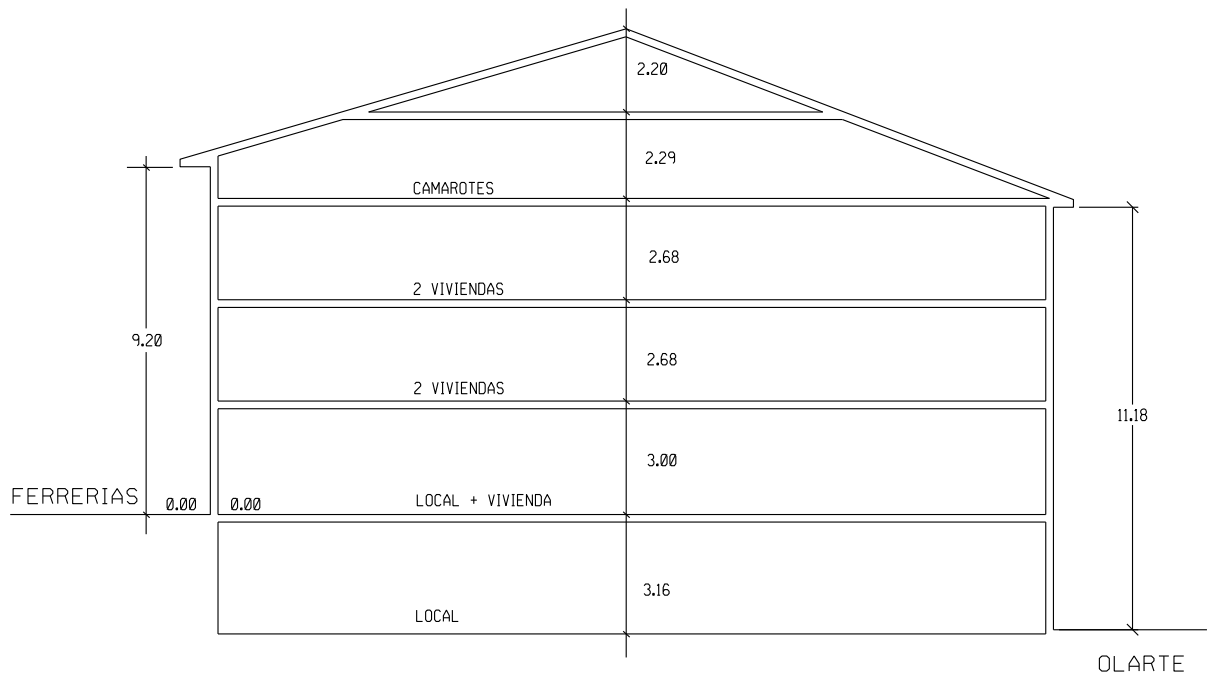 2.20
2.29
CAMAROTES
2.68
2 VIVIENDAS
9.20
2.68
2 VIVIENDAS
11.18
3.00
FERRERIAS
0.00
0.00
LOCAL + VIVIENDA
3.16
LOCAL
OLARTE